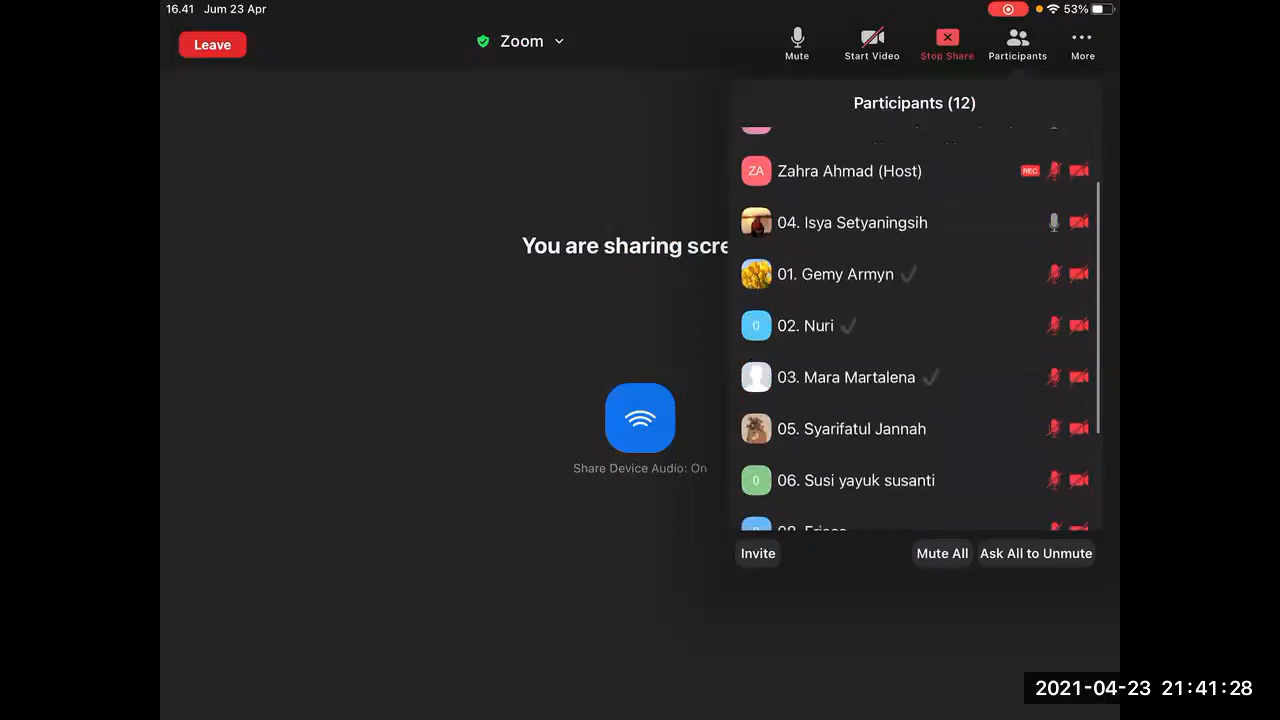 16.41 Jum 23 Apr
53%
Leave
Zoom
Mute
Start Video
Stop Share
Participants
More
Participants (12)
ZA Zahra Ahmad (Host) REC
04. Isya Setyaningsih
01. Gemy Armyn ✓
0 02. Nuri ✓
03. Mara Martalena ✓
05. Syarifatul Jannah
0 06. Susi yayuk susanti
You are sharing scre
Share Device Audio: On
Invite
Mute All
Ask All to Unmute
2021-04-23 21:41:28